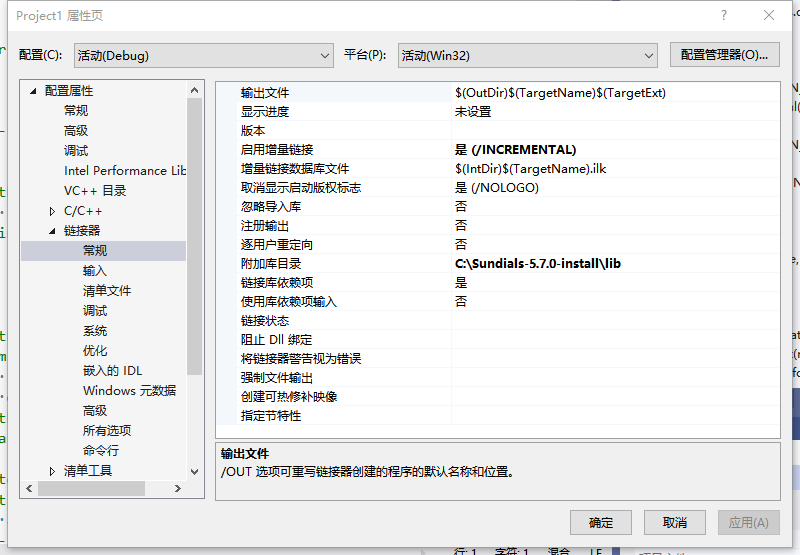 Project1 属性页
配置(C): 活动(Debug) 平台(P): 活动(Win32) 配置管理器(O)...
配置属性
常规
高级
调试
Intel Performance Lib
VC++ 目录
C/C++
链接器
常规
输入
清单文件
调试
系统
优化
嵌入的 IDL
Windows 元数据
高级
所有选项
命令行
清单工具
输出文件 $(OutDir)$(TargetName)$(TargetExt)
显示进度 未设置
版本
启用增量链接 是 (/INCREMENTAL)
增量链接数据库文件 $(IntDir)$(TargetName).ilk
取消显示启动版权标志 是 (/NOLOGO)
忽略导入库 否
注册输出 否
逐用户重定向 否
附加库目录 C:\Sundials-5.7.0-install\lib
链接库依赖项 是
使用库依赖项输入 否
链接状态
阻止 Dll 绑定
将链接器警告视为错误
强制文件输出
创建可热修补映像
指定节特性
输出文件
/OUT 选项可重写链接器创建的程序的默认名称和位置。
确定 取消 应用(A)
行: 1 字符: 1 混合 LF